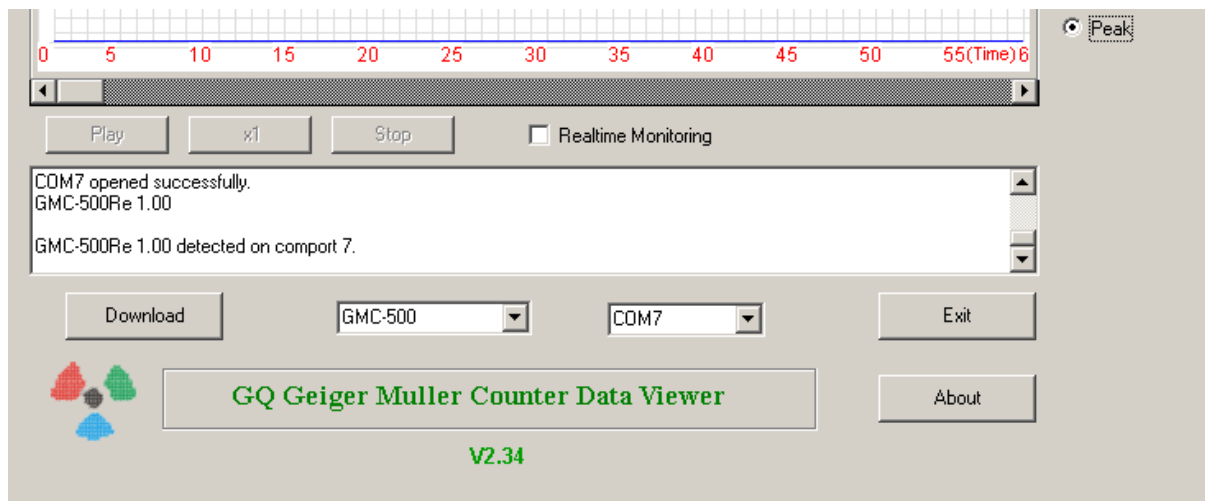 Peak
0 5 10 15 20 25 30 35 40 45 50 55(Time)6
Play x1 Stop Realtime Monitoring
COM7 opened successfully.
GMC-500Re 1.00
GMC-500Re 1.00 detected on comport 7.
Download GMC-500 COM7 Exit
GQ Geiger Muller Counter Data Viewer About
V2.34